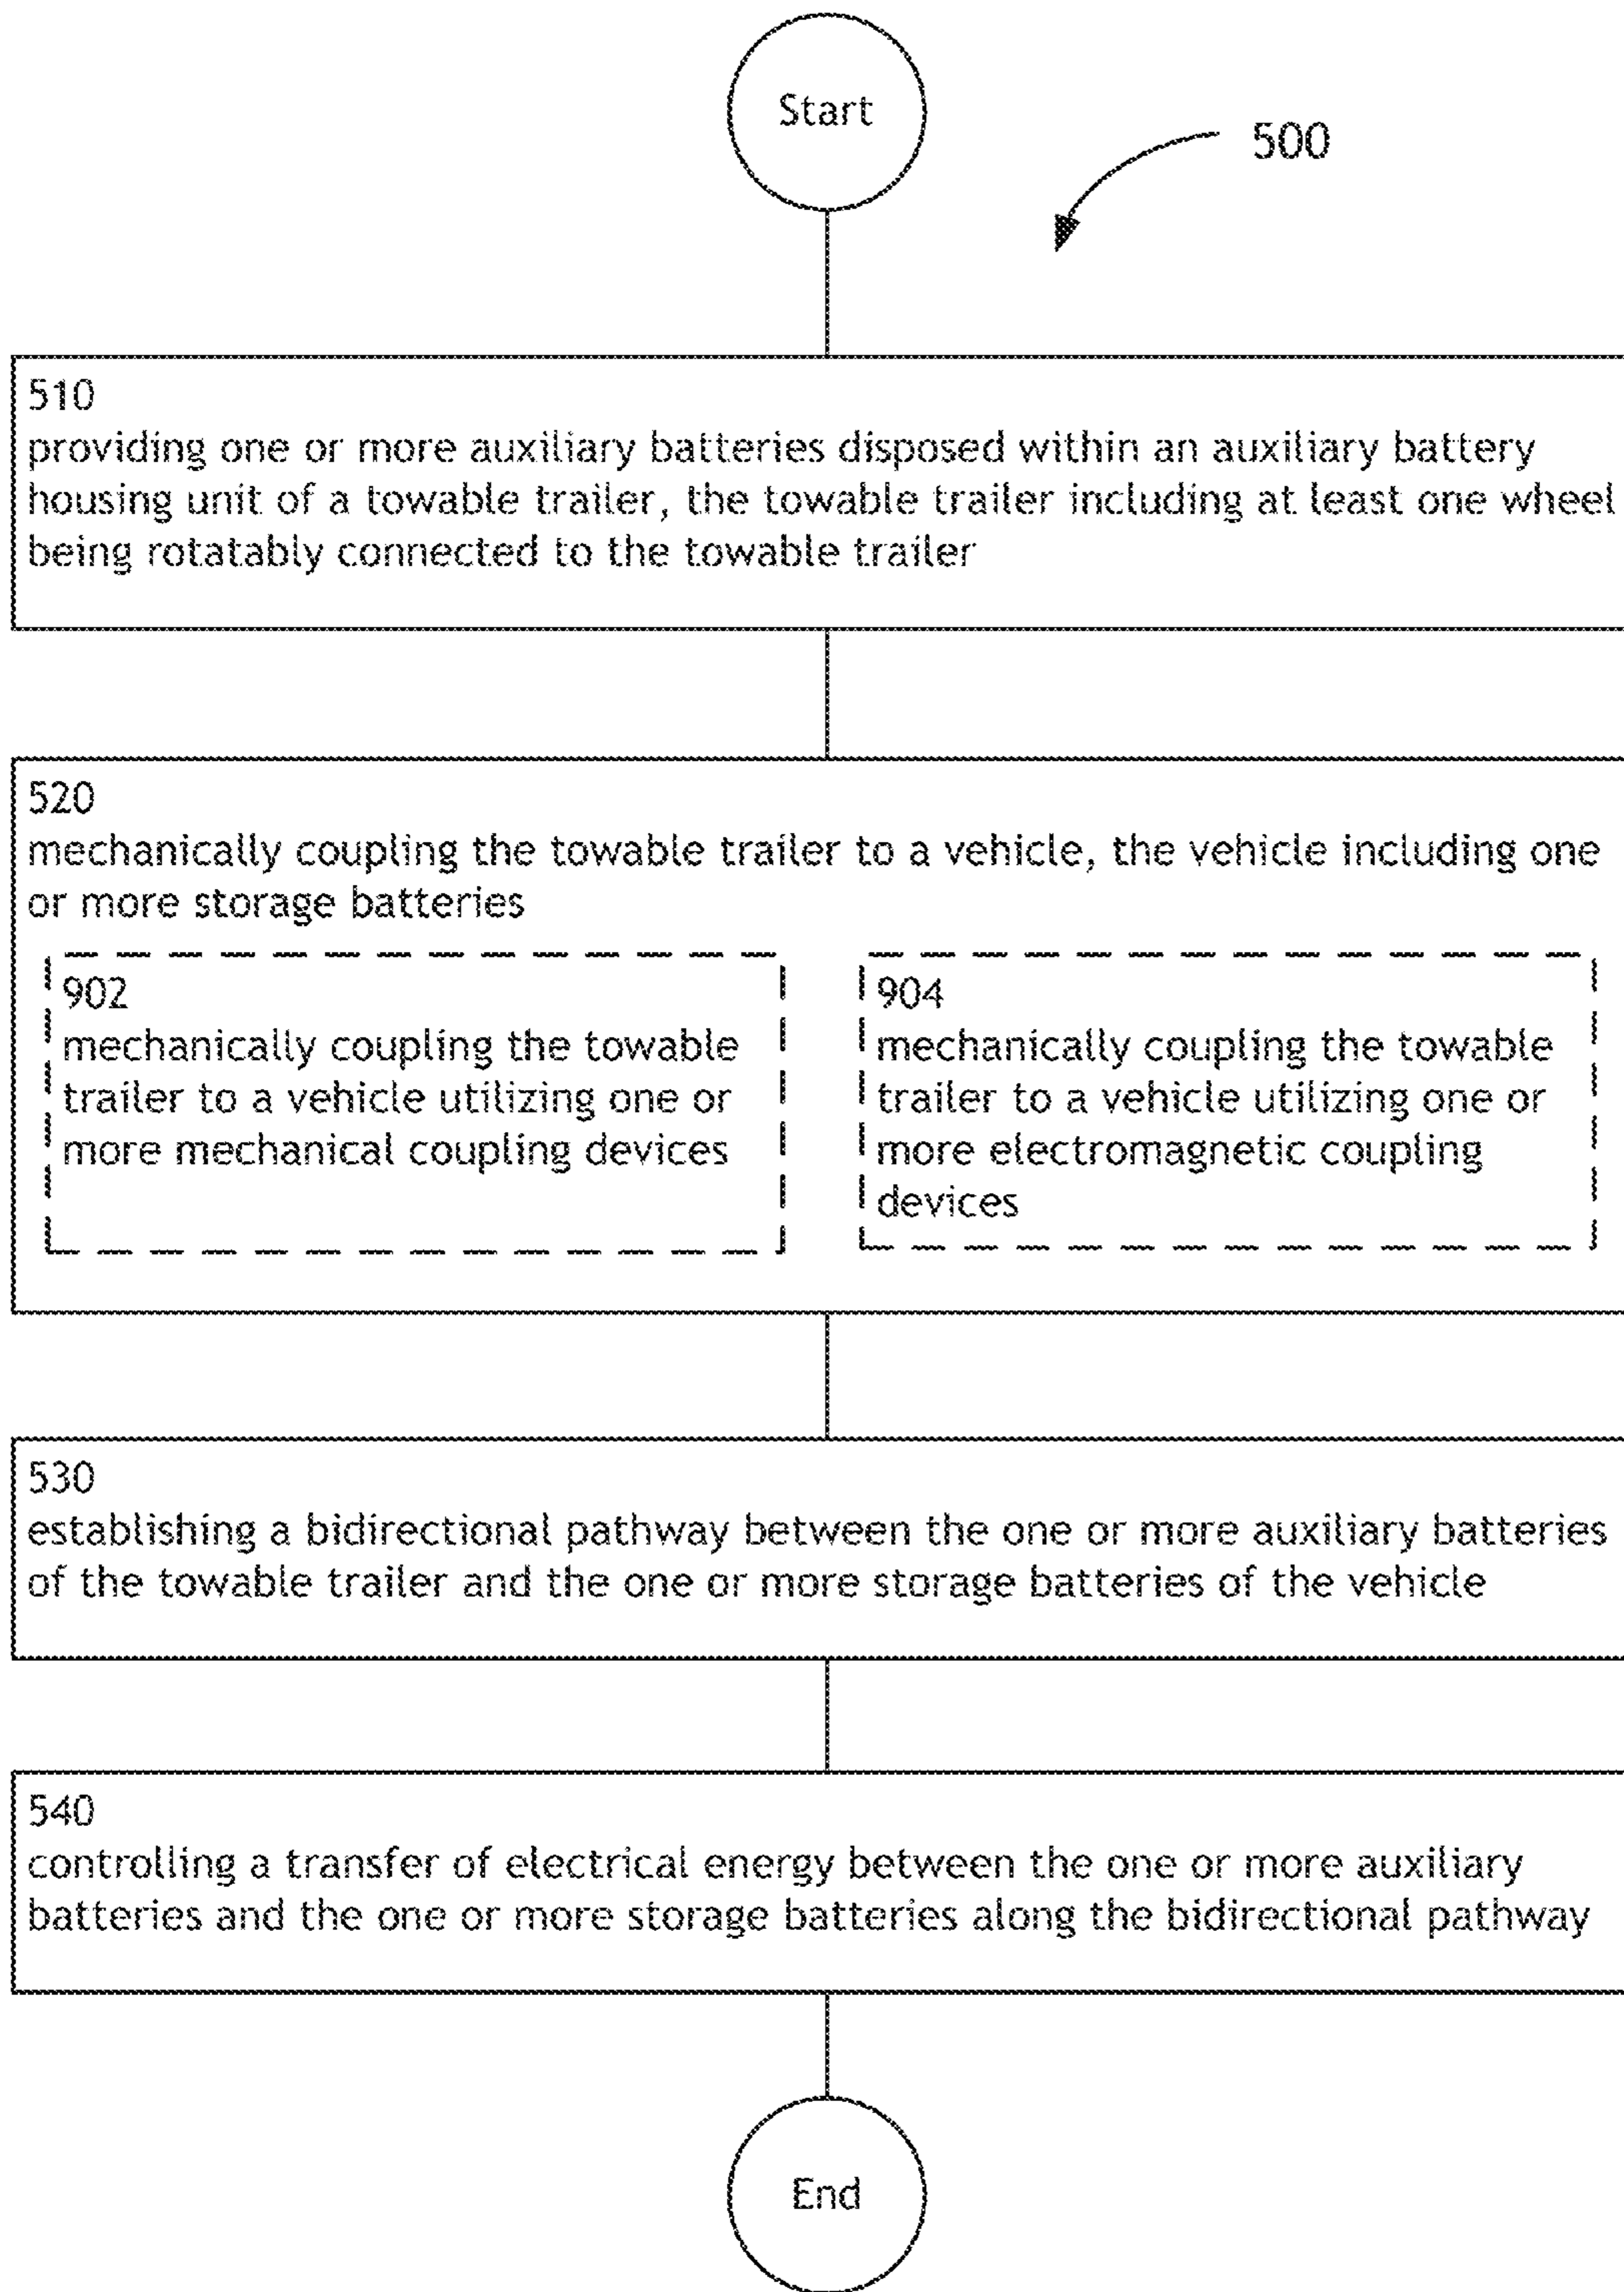 Start
500
510
providing one or more auxiliary batteries disposed within an auxiliary battery
housing unit of a towable trailer, the towable trailer including at least one wheel
being rotatably connected to the towable trailer
520
mechanically coupling the towable trailer to a vehicle, the vehicle including one
or more storage batteries
902
mechanically coupling the towable
trailer to a vehicle utilizing one or
more mechanical coupling devices
904
mechanically coupling the towable
trailer to a vehicle utilizing one or
more electromagnetic coupling
devices
530
establishing a bidirectional pathway between the one or more auxiliary batteries
of the towable trailer and the one or more storage batteries of the vehicle
540
controlling a transfer of electrical energy between the one or more auxiliary
batteries and the one or more storage batteries along the bidirectional pathway
End